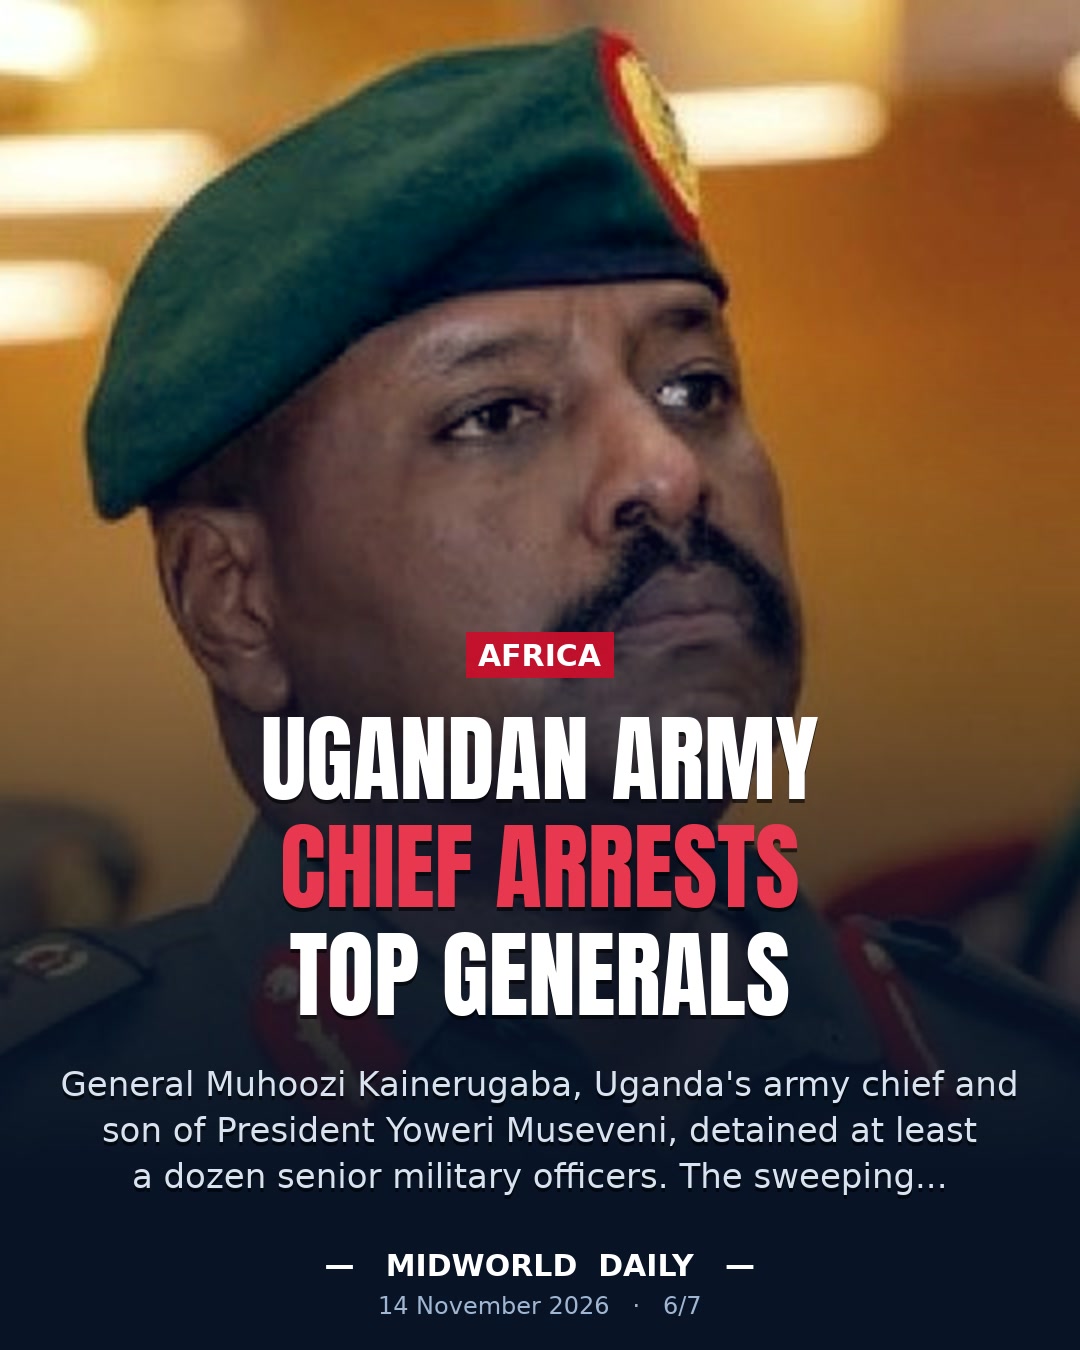 AFRICA
UGANDAN ARMY
CHIEF ARRESTS
TOP GENERALS
General Muhoozi Kainerugaba, Uganda's army chief and
son of President Yoweri Museveni, detained at least
a dozen senior military officers. The sweeping...
— MIDWORLD DAILY —
14 November 2026 · 6/7